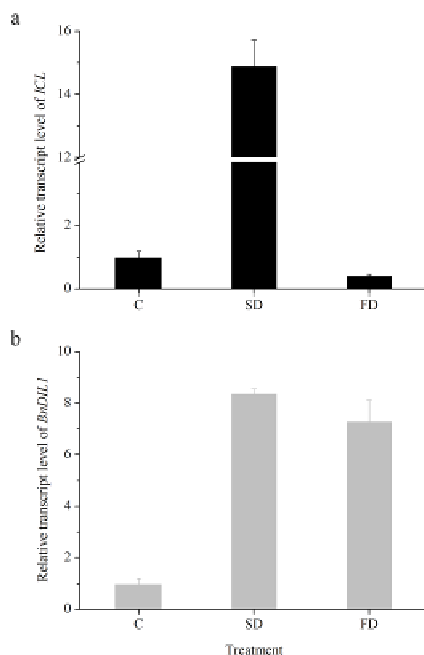 a
Relative transcript level of ICL
16
14
12
2
0
C SD FD
b
Relative transcript level of BnDIL1
10
8
6
4
2
0
C SD FD
Treatment